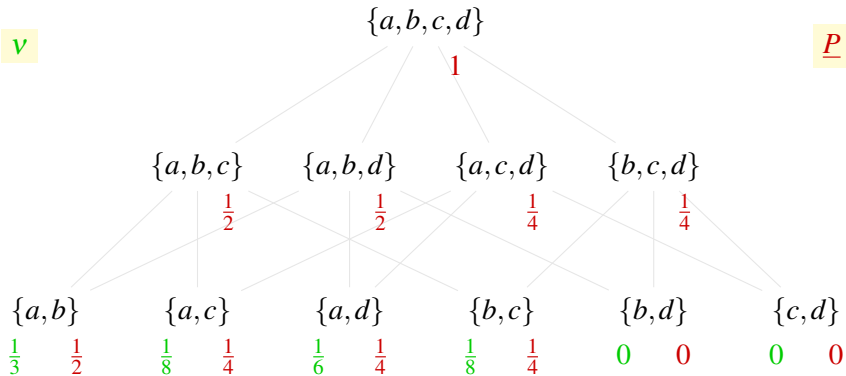 {a,b,c,d}
ν P
1
{a,b,c} {a,b,d} {a,c,d} {b,c,d}
1/2 1/2 1/4 1/4
{a,b} {a,c} {a,d} {b,c} {b,d} {c,d}
1/3 1/2 1/8 1/4 1/6 1/4 1/8 1/4 0 0 0 0